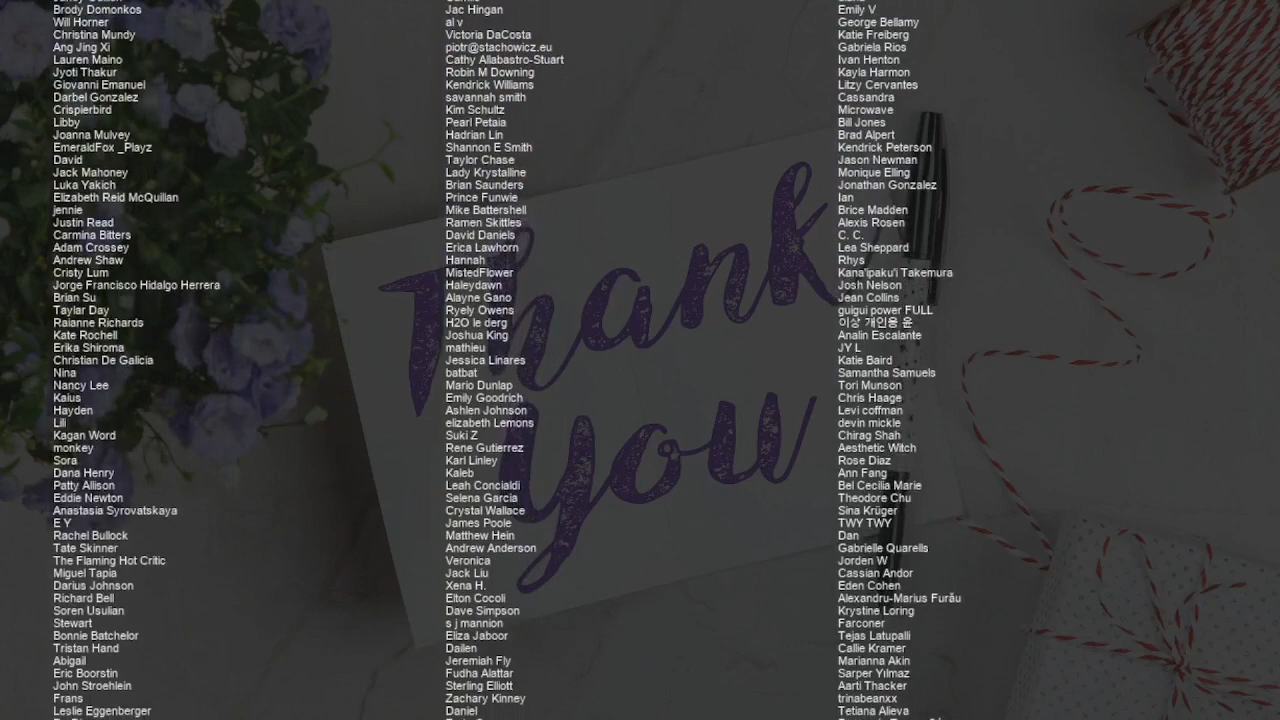 Brody Domonkos
Will Horner
Christina Mundy
Ang Jing Xi
Lauren Maino
Jyoti Thakur
Giovanni Emanuel
Darbel Gonzalez
Crispierbird
Libby
Joanna Mulvey
EmeraldFox _Playz
David
Jack Mahoney
Luka Yakich
Elizabeth Reid McQuillan
jennie
Justin Read
Carmina Bitters
Adam Crossey
Andrew Shaw
Cristy Lum
Jorge Francisco Hidalgo Herrera
Brian Su
Taylar Day
Raianne Richards
Kate Rochell
Erika Shiroma
Christian De Galicia
Nina
Nancy Lee
Kaius
Hayden
Lili
Kagan Word
monkey
Sora
Dana Henry
Patty Allison
Eddie Newton
Anastasia Syrovatskaya
E Y
Rachel Bullock
Tate Skinner
The Flaming Hot Critic
Miguel Tapia
Darius Johnson
Richard Bell
Soren Usulian
Stewart
Bonnie Batchelor
Tristan Hand
Abigail
Eric Boorstin
John Stroehlein
Frans
Leslie Eggenberger
Jac Hingan
al v
Victoria DaCosta
piotr@stachowicz.eu
Cathy Allabastro-Stuart
Robin M Downing
Kendrick Williams
savannah smith
Kim Schultz
Pearl Petaia
Hadrian Lin
Shannon E Smith
Taylor Chase
Lady Krystalline
Brian Saunders
Prince Funwie
Mike Battershell
Ramen Skittles
David Daniels
Erica Lawhorn
Hannah
MistedFlower
Haleydawn
Alayne Gano
Ryely Owens
H2O le derg
Joshua King
mathieu
Jessica Linares
batbat
Mario Dunlap
Emily Goodrich
Ashlen Johnson
elizabeth Lemons
Suki Z
Rene Gutierrez
Karl Linley
Kaleb
Leah Concialdi
Selena Garcia
Crystal Wallace
James Poole
Matthew Hein
Andrew Anderson
Veronica
Jack Liu
Xena H.
Elton Cocoli
Dave Simpson
s j mannion
Eliza Jaboor
Dailen
Jeremiah Fly
Fudha Alattar
Sterling Elliott
Zachary Kinney
Daniel
Emily V
George Bellamy
Katie Freiberg
Gabriela Rios
Ivan Henton
Kayla Harmon
Litzy Cervantes
Cassandra
Microwave
Bill Jones
Brad Alpert
Kendrick Peterson
Jason Newman
Monique Elling
Jonathan Gonzalez
Ian
Brice Madden
Alexis Rosen
C. C.
Lea Sheppard
Rhys
Kana'ipaku'i Takemura
Josh Nelson
Jean Collins
guigui power FULL
이상 개인용 윤
Analin Escalante
JY L
Katie Baird
Samantha Samuels
Tori Munson
Chris Haage
Levi coffman
devin mickle
Chirag Shah
Aesthetic Witch
Rose Diaz
Ann Fang
Bel Cecilia Marie
Theodore Chu
Sina Krüger
TWY TWY
Dan
Gabrielle Quarells
Jorden W
Cassian Andor
Eden Cohen
Alexandru-Marius Furău
Krystine Loring
Farconer
Tejas Latupalli
Callie Kramer
Marianna Akin
Sarper Yılmaz
Aarti Thacker
trinabeanxx
Tetiana Alieva
Thank
you